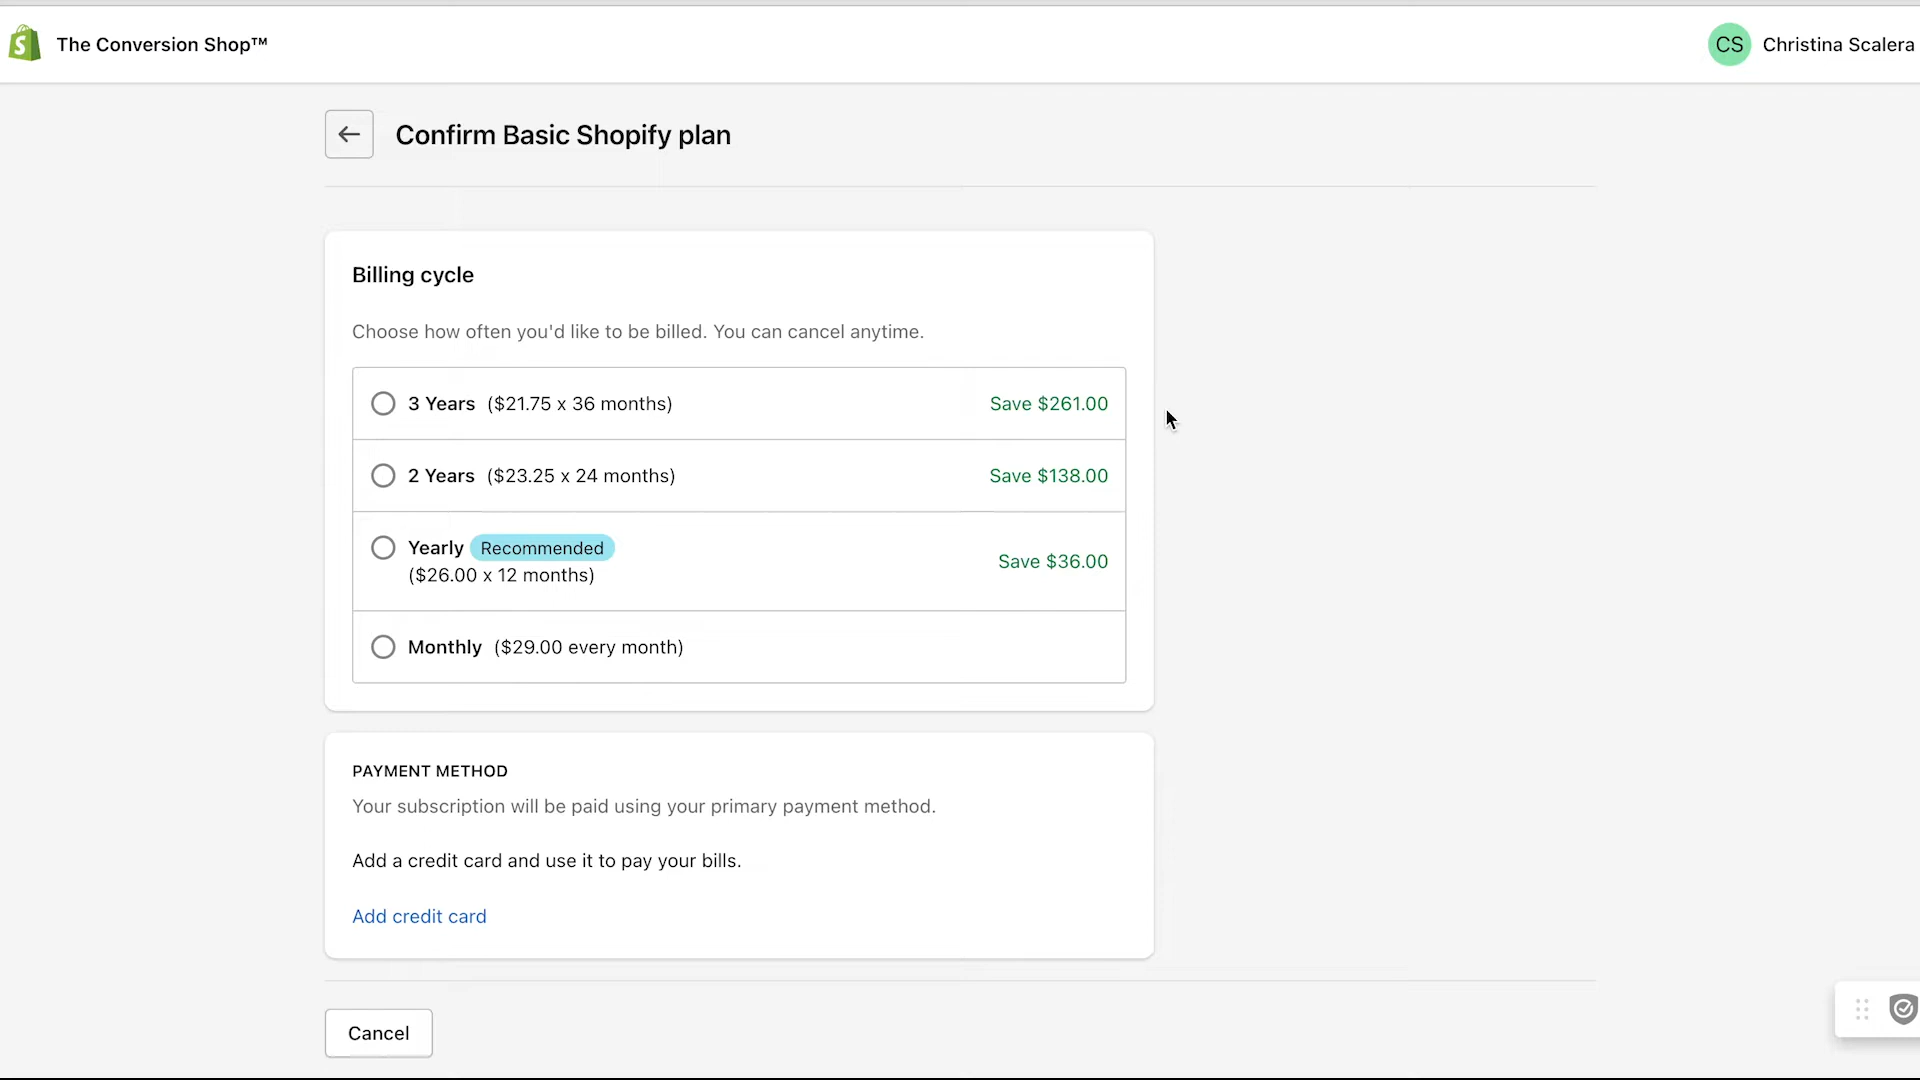 The Conversion Shop™
CS Christina Scalera
Confirm Basic Shopify plan
Billing cycle
Choose how often you'd like to be billed. You can cancel anytime.
3 Years ($21.75 x 36 months) Save $261.00
2 Years ($23.25 x 24 months) Save $138.00
Yearly Recommended
($26.00 x 12 months) Save $36.00
Monthly ($29.00 every month)
PAYMENT METHOD
Your subscription will be paid using your primary payment method.
Add a credit card and use it to pay your bills.
Add credit card
Cancel